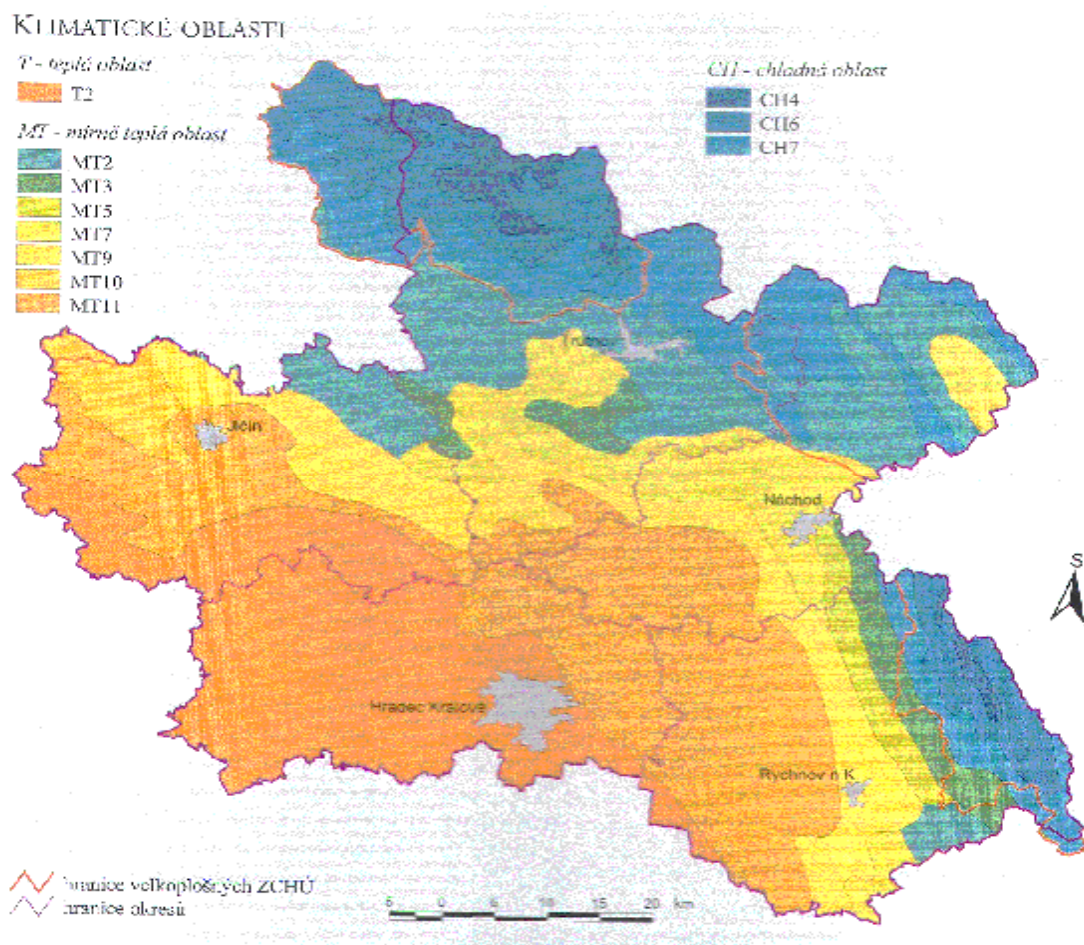 KLIMATICKÉ OBLASTI
T - teplá oblast
T2
MT - mírně teplá oblast
MT2
MT3
MT5
MT7
MT9
MT10
MT11
CH - chladná oblast
CH4
CH6
CH7
Trutnov
Jičín
Náchod
S
Hradec Králové
Rychnov n K
hranice velkoplošných ZCHÚ
hranice okresů
5 0 5 10 15 20 km